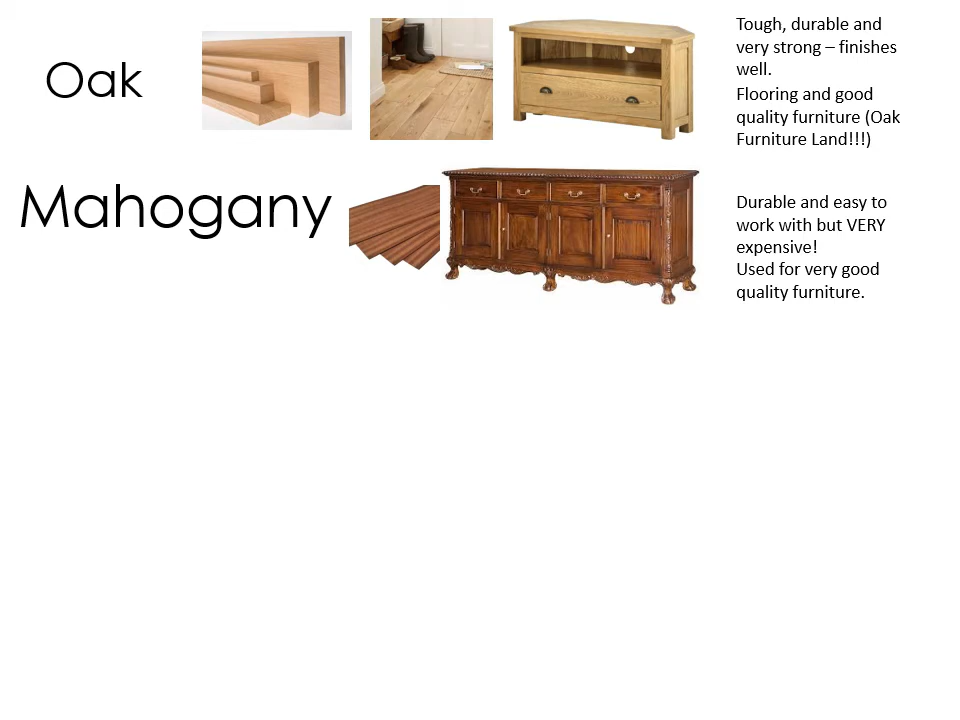 Oak
Tough, durable and
very strong – finishes
well.
Flooring and good
quality furniture (Oak
Furniture Land!!!)
Mahogany
Durable and easy to
work with but VERY
expensive!
Used for very good
quality furniture.